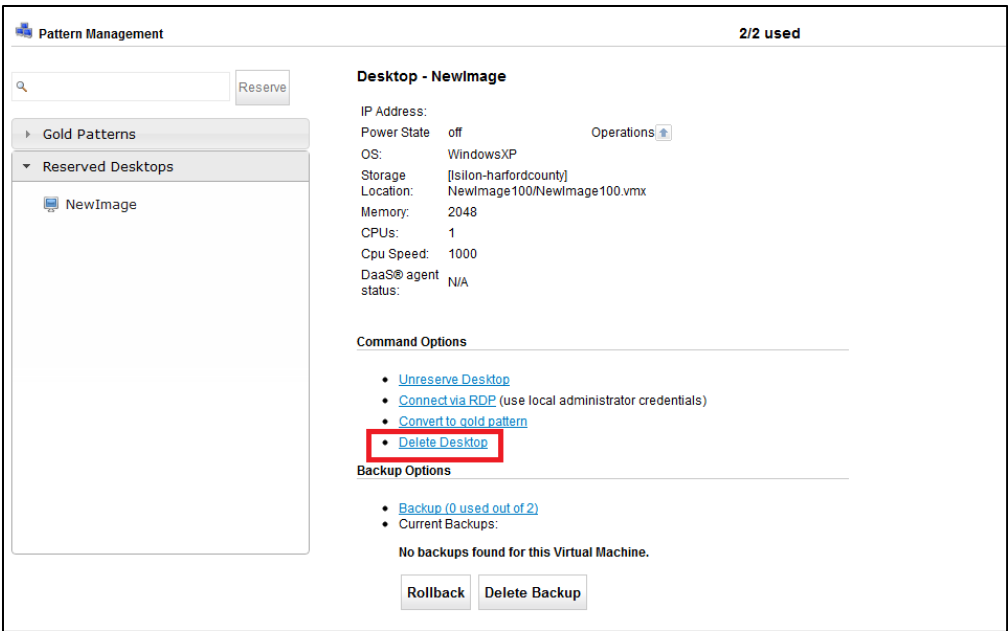 Pattern Management
2/2 used
Reserve
Gold Patterns
Reserved Desktops
NewImage
Desktop - NewImage
IP Address:
Power State off Operations
OS: WindowsXP
Storage Location: [Isilon-harfordcounty] NewImage100/NewImage100.vmx
Memory: 2048
CPUs: 1
Cpu Speed: 1000
DaaS® agent status: N/A
Command Options
• Unreserve Desktop
• Connect via RDP (use local administrator credentials)
• Convert to gold pattern
• Delete Desktop
Backup Options
• Backup (0 used out of 2)
• Current Backups:
No backups found for this Virtual Machine.
Rollback Delete Backup